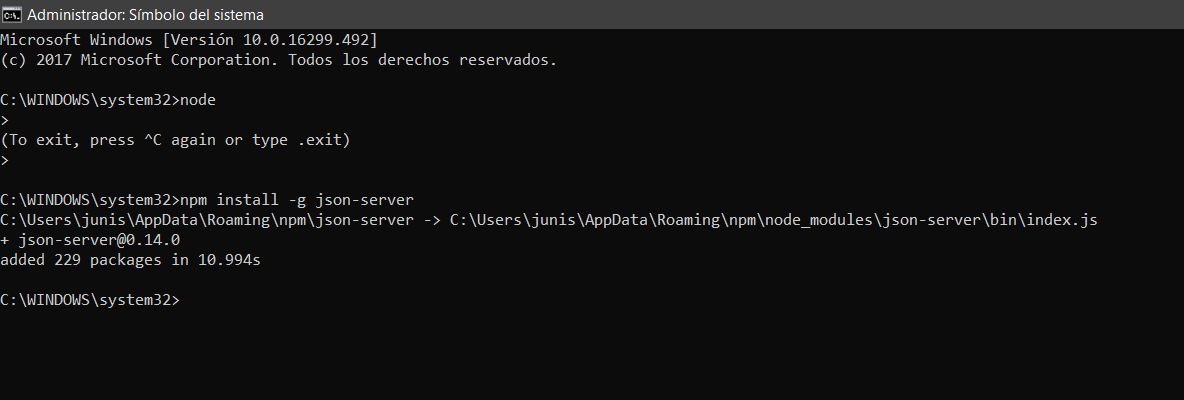 Administrador: Símbolo del sistema
Microsoft Windows [Versión 10.0.16299.492]
(c) 2017 Microsoft Corporation. Todos los derechos reservados.
C:\WINDOWS\system32>node
>
(To exit, press ^C again or type .exit)
>
C:\WINDOWS\system32>npm install -g json-server
C:\Users\junis\AppData\Roaming\npm\json-server -> C:\Users\junis\AppData\Roaming\npm\node_modules\json-server\bin\index.js
+ json-server@0.14.0
added 229 packages in 10.994s
C:\WINDOWS\system32>